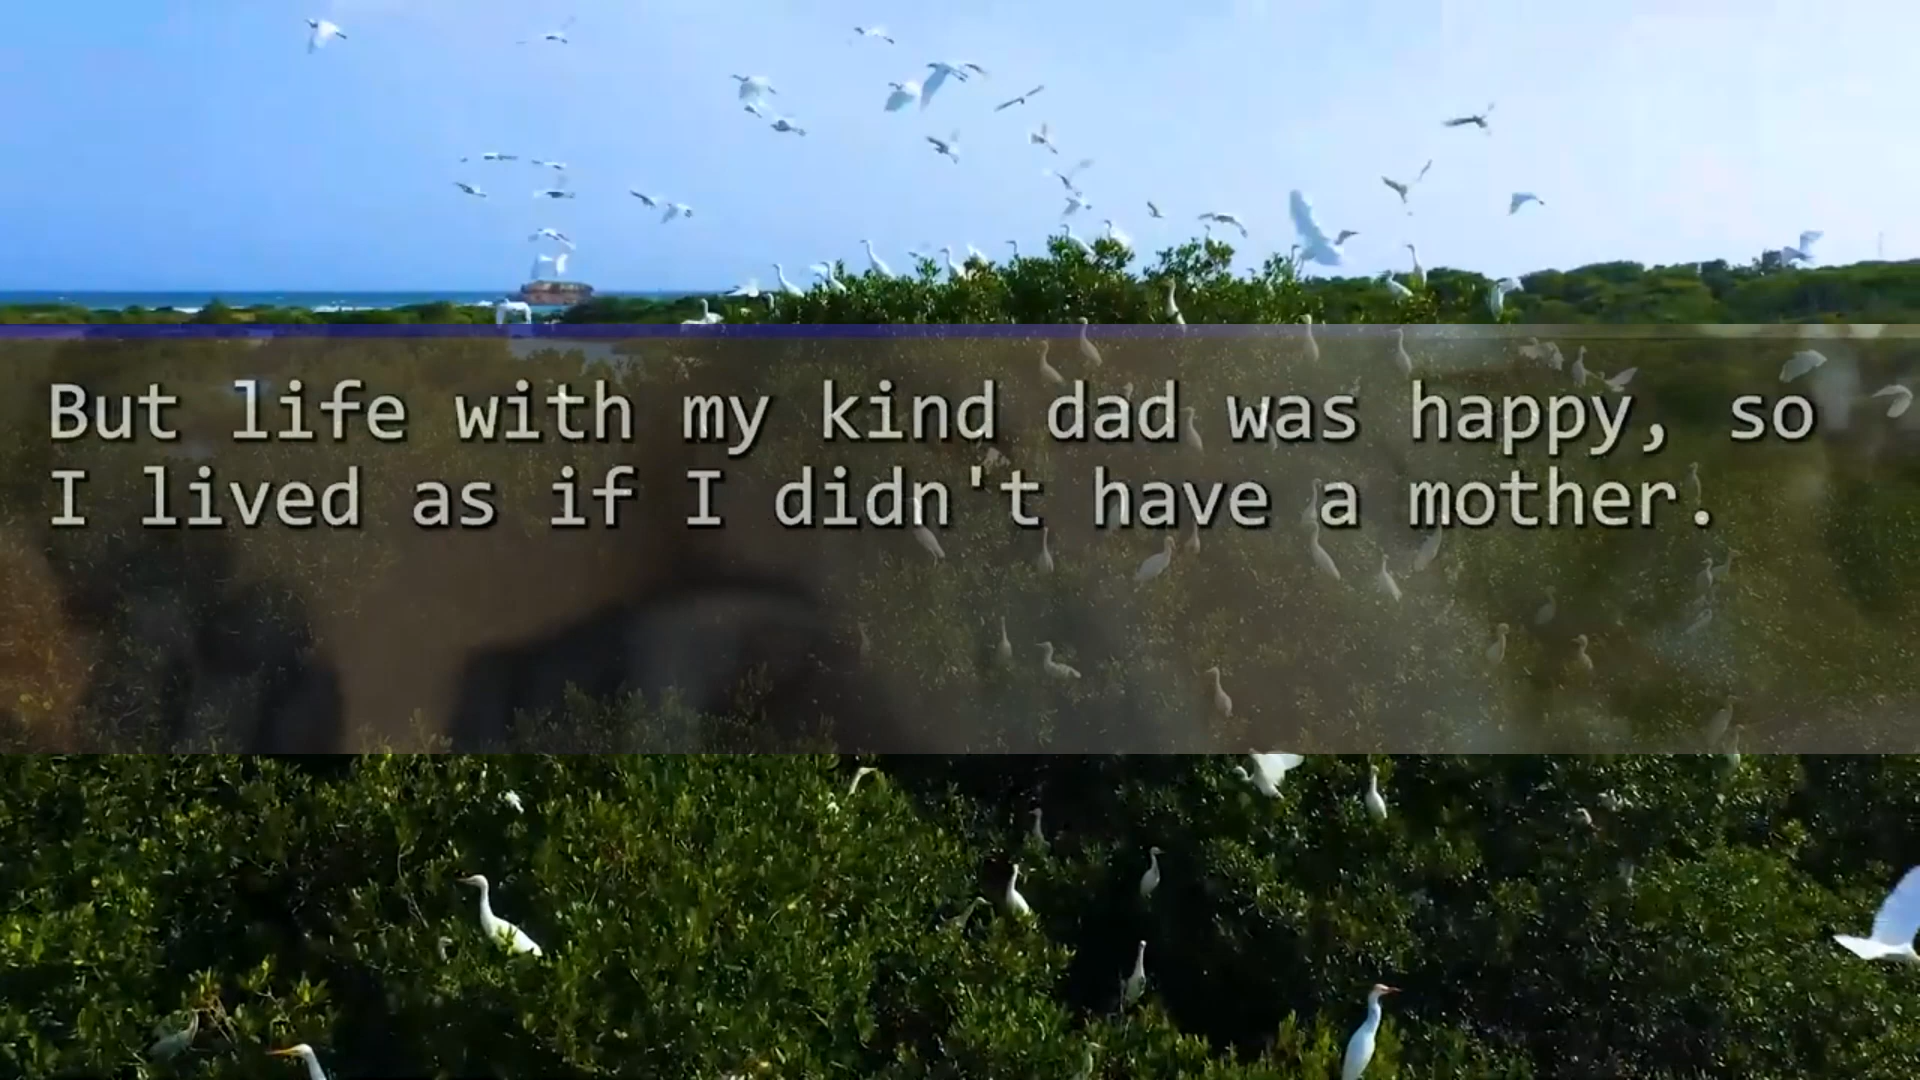 But life with my kind dad was happy, so
I lived as if I didn't have a mother.